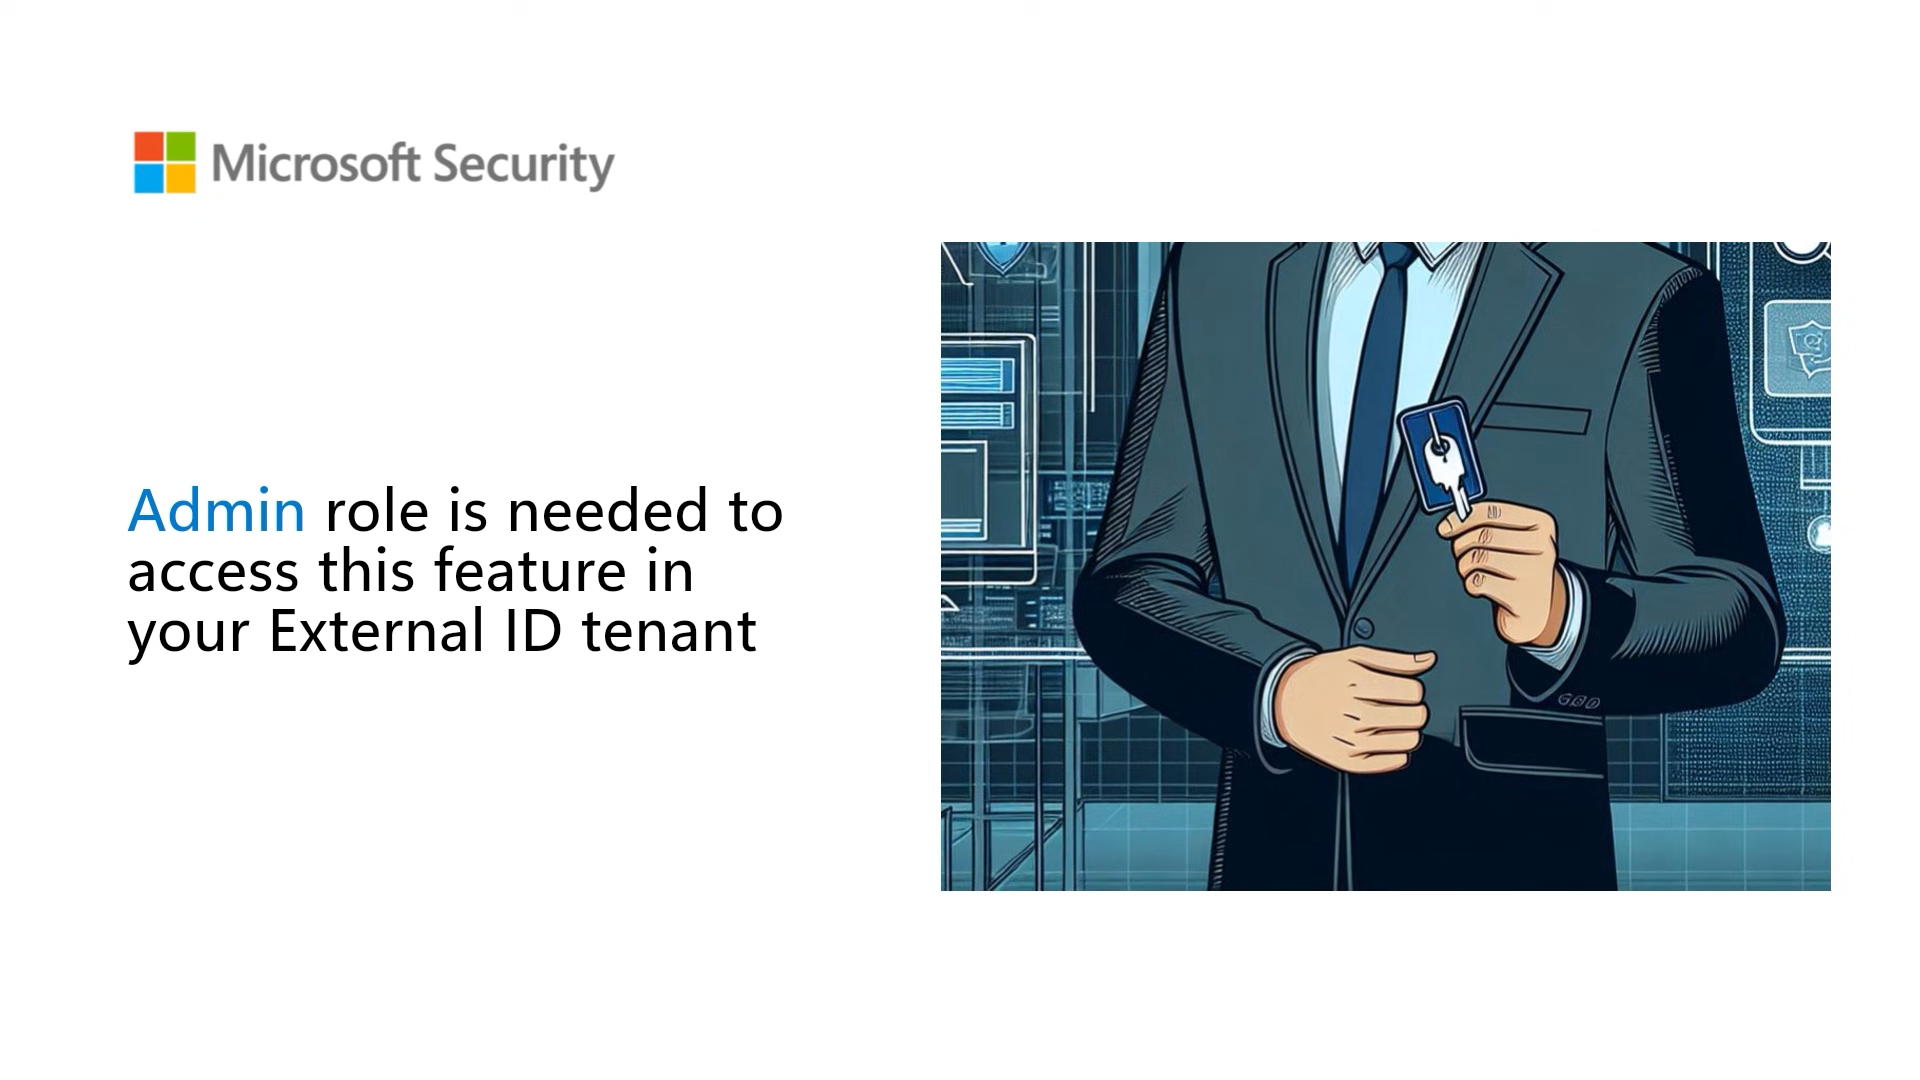 Microsoft Security
Admin role is needed to
access this feature in
your External ID tenant